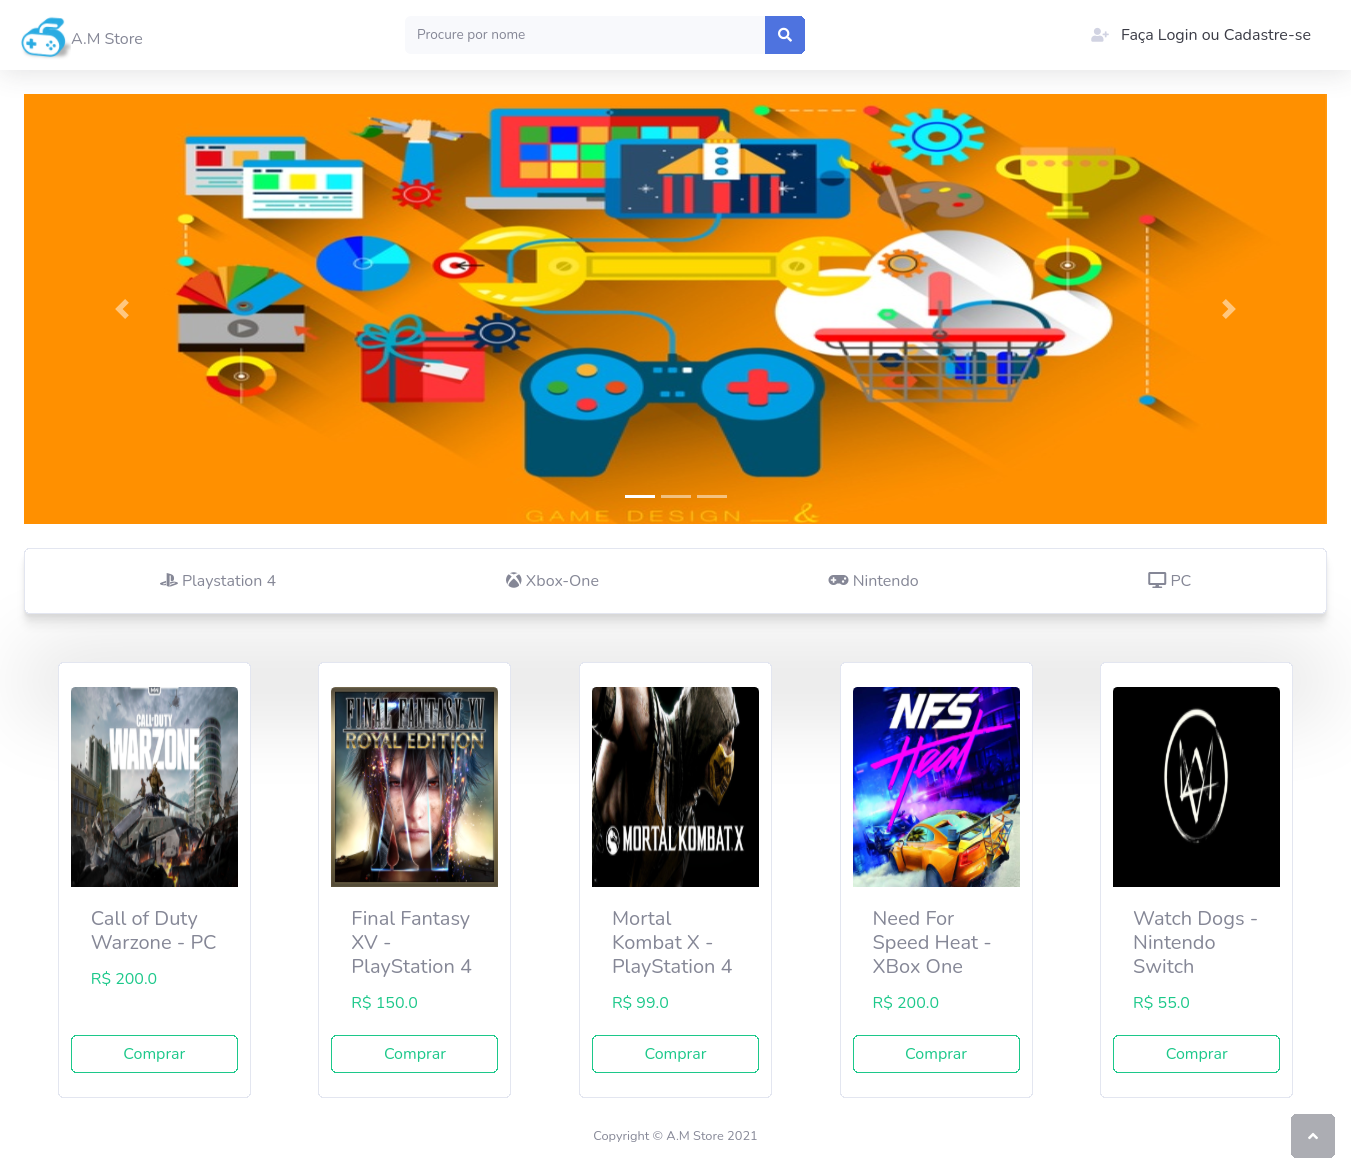 A.M Store
Procure por nome
Faça Login ou Cadastre-se
GAME DESIGN __&
Playstation 4
Xbox-One
Nintendo
PC
CALL OF DUTY
WARZONE
FINAL FANTASY XV
ROYAL EDITION
MORTAL KOMBAT X
NFS
Heat
Call of Duty
Warzone - PC
R$ 200.0
Comprar
Final Fantasy
XV -
PlayStation 4
R$ 150.0
Comprar
Mortal
Kombat X -
PlayStation 4
R$ 99.0
Comprar
Need For
Speed Heat -
XBox One
R$ 200.0
Comprar
Watch Dogs -
Nintendo
Switch
R$ 55.0
Comprar
Copyright © A.M Store 2021